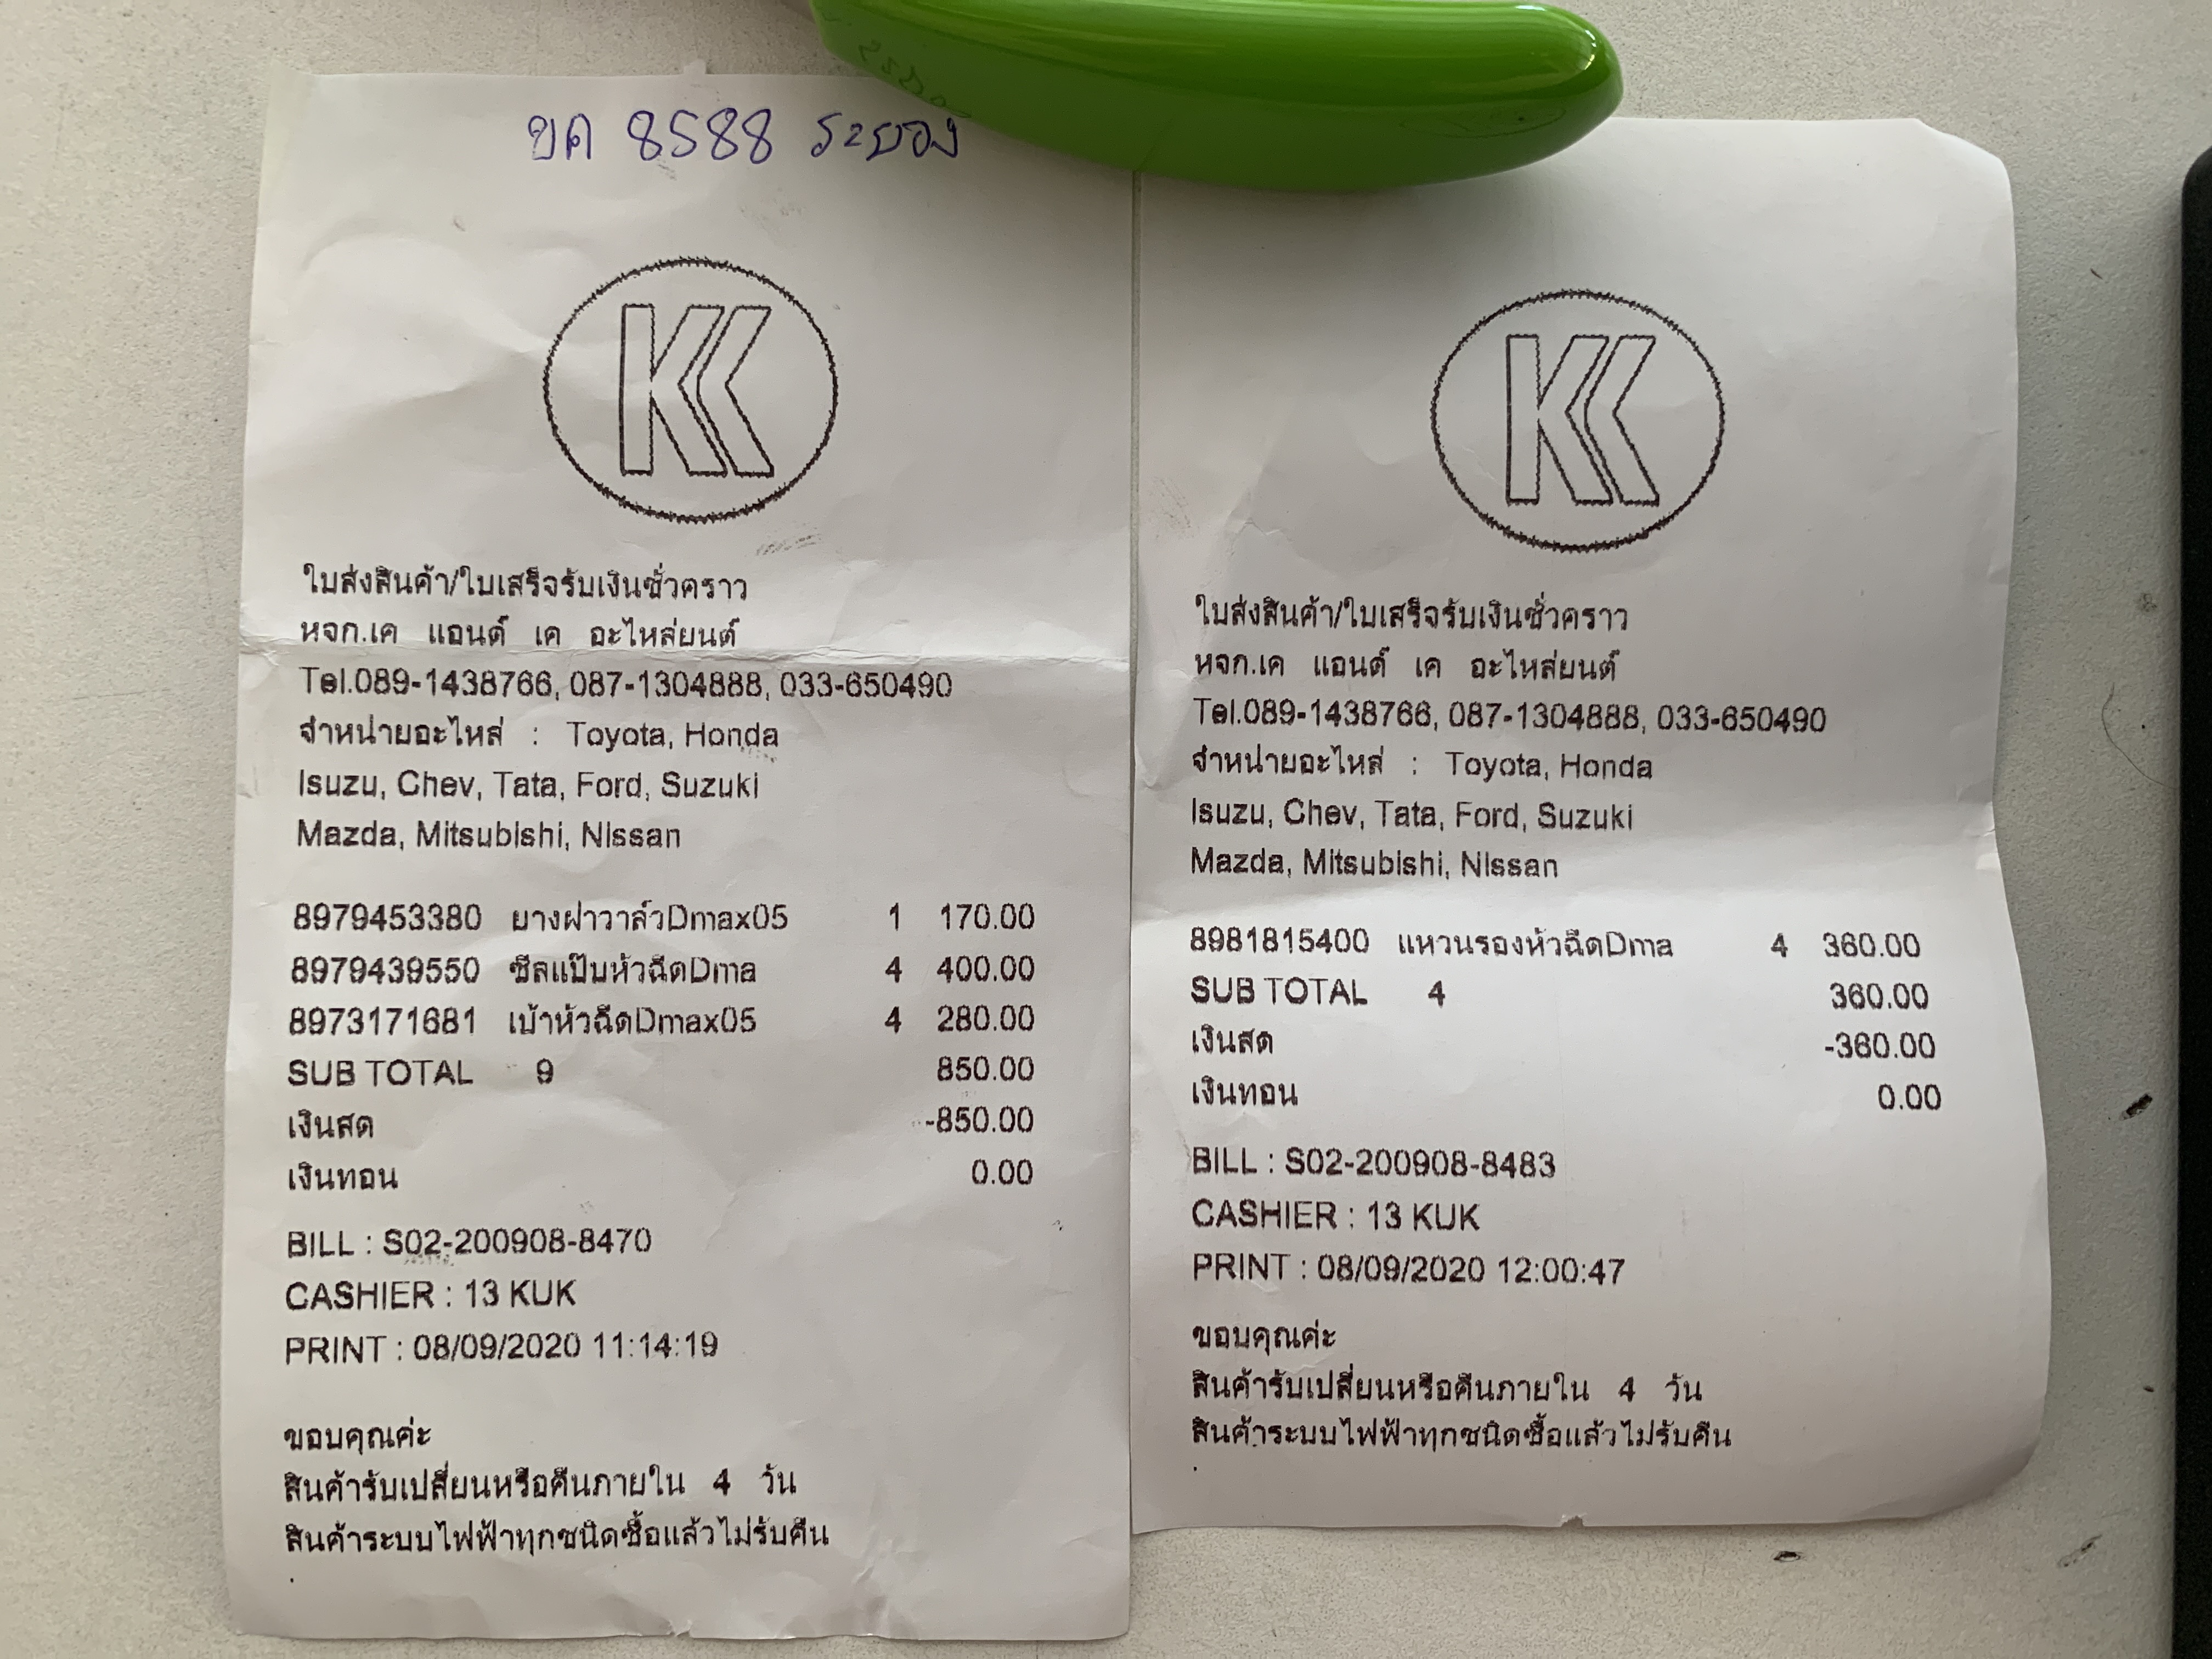 ขค 8588 ระยอง
KK
ใบส่งสินค้า/ใบเสร็จรับเงินชั่วคราว
หจก.เค แอนด์ เค อะไหล่ยนต์
Tel.089-1438766, 087-1304888, 033-650490
จำหน่ายอะไหล่ : Toyota, Honda
Isuzu, Chev, Tata, Ford, Suzuki
Mazda, Mitsubishi, Nissan
8979453380 ยางฝาวาล์วDmax05 1 170.00
8979439550 ซีลแป๊บหัวฉีดDma 4 400.00
8973171681 เบ้าหัวฉีดDmax05 4 280.00
SUB TOTAL 9 850.00
เงินสด -850.00
เงินทอน 0.00
BILL : S02-200908-8470
CASHIER : 13 KUK
PRINT : 08/09/2020 11:14:19
ขอบคุณค่ะ
สินค้ารับเปลี่ยนหรือคืนภายใน 4 วัน
สินค้าระบบไฟฟ้าทุกชนิดซื้อแล้วไม่รับคืน
KK
ใบส่งสินค้า/ใบเสร็จรับเงินชั่วคราว
หจก.เค แอนด์ เค อะไหล่ยนต์
Tel.089-1438766, 087-1304888, 033-650490
จำหน่ายอะไหล่ : Toyota, Honda
Isuzu, Chev, Tata, Ford, Suzuki
Mazda, Mitsubishi, Nissan
8981815400 แหวนรองหัวฉีดDma 4 360.00
SUB TOTAL 4 360.00
เงินสด -360.00
เงินทอน 0.00
BILL : S02-200908-8483
CASHIER : 13 KUK
PRINT : 08/09/2020 12:00:47
ขอบคุณค่ะ
สินค้ารับเปลี่ยนหรือคืนภายใน 4 วัน
สินค้าระบบไฟฟ้าทุกชนิดซื้อแล้วไม่รับคืน